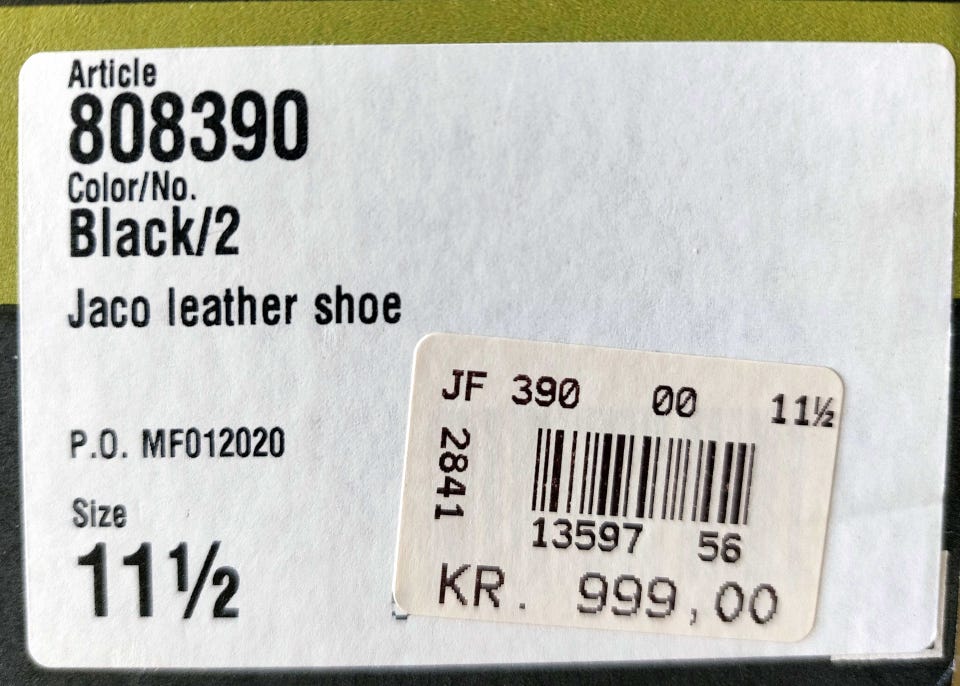 Article
808390
Color/No.
Black/2
Jaco leather shoe
P.O. MF012020
Size
11½
JF 390 00 11½
2841
13597 56
KR. 999,00